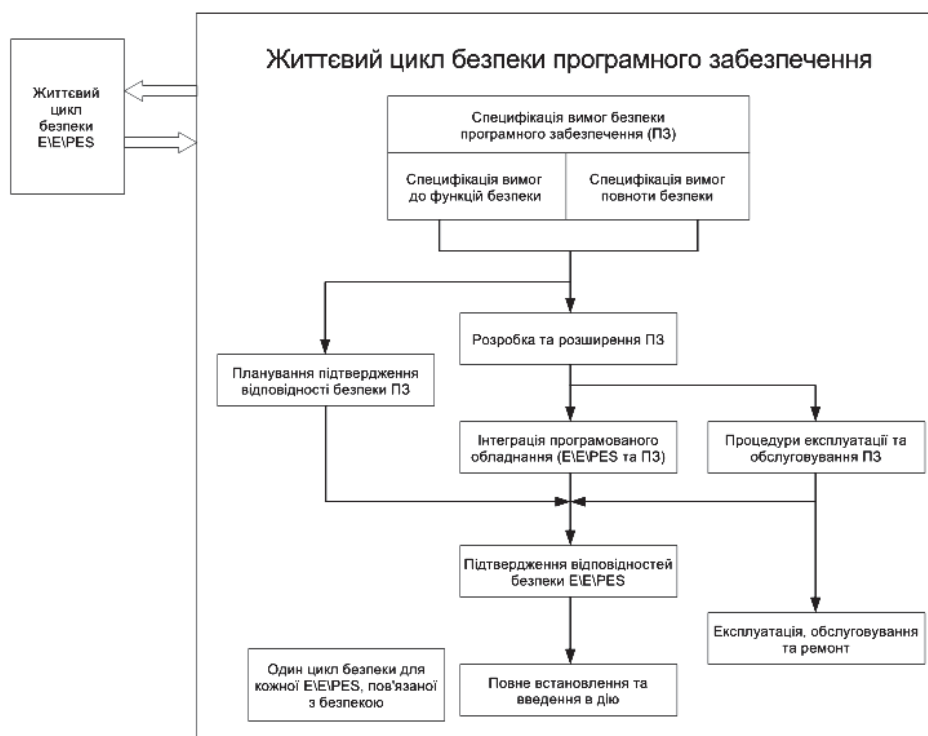 Життєвий
цикл
безпеки
E\E\PES
Життєвий цикл безпеки програмного забезпечення
Специфікація вимог безпеки
програмного забезпечення (ПЗ)
Специфікація вимог
до функцій безпеки
Специфікація вимог
повноти безпеки
Розробка та розширення ПЗ
Планування підтвердження
відповідності безпеки ПЗ
Інтеграція програмованого
обладнання (E\E\PES та ПЗ)
Процедури експлуатації та
обслуговування ПЗ
Підтвердження відповідностей
безпеки E\E\PES
Експлуатація, обслуговування
та ремонт
Один цикл безпеки для
кожної E\E\PES, пов'язаної
з безпекою
Повне встановлення та
введення в дію